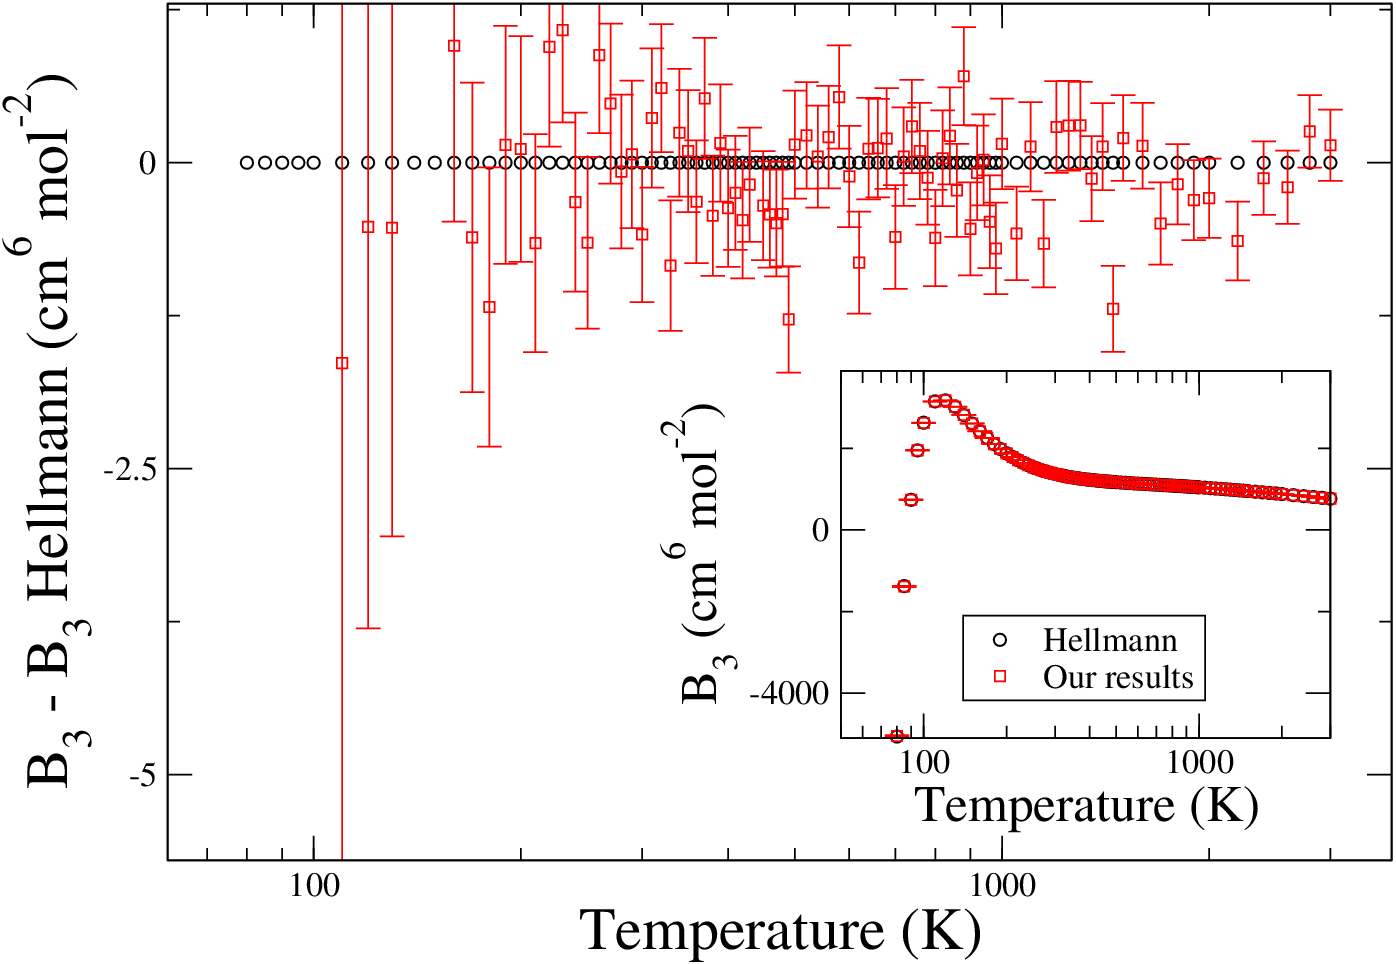 B3 - B3 Hellmann (cm6 mol-2)
0
-2.5
-5
100
1000
Temperature (K)
B3 (cm6 mol-2)
0
-4000
Hellmann
Our results
100
1000
Temperature (K)